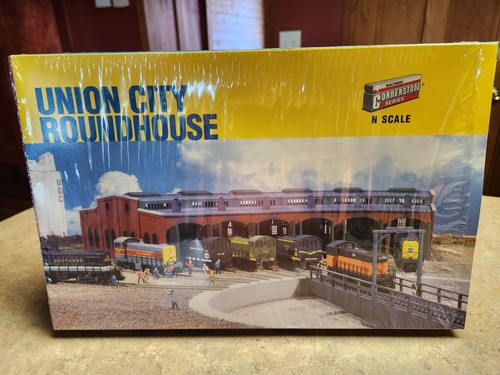 UNION CITY
ROUNDHOUSE
CORNERSTONE
SERIES
N SCALE